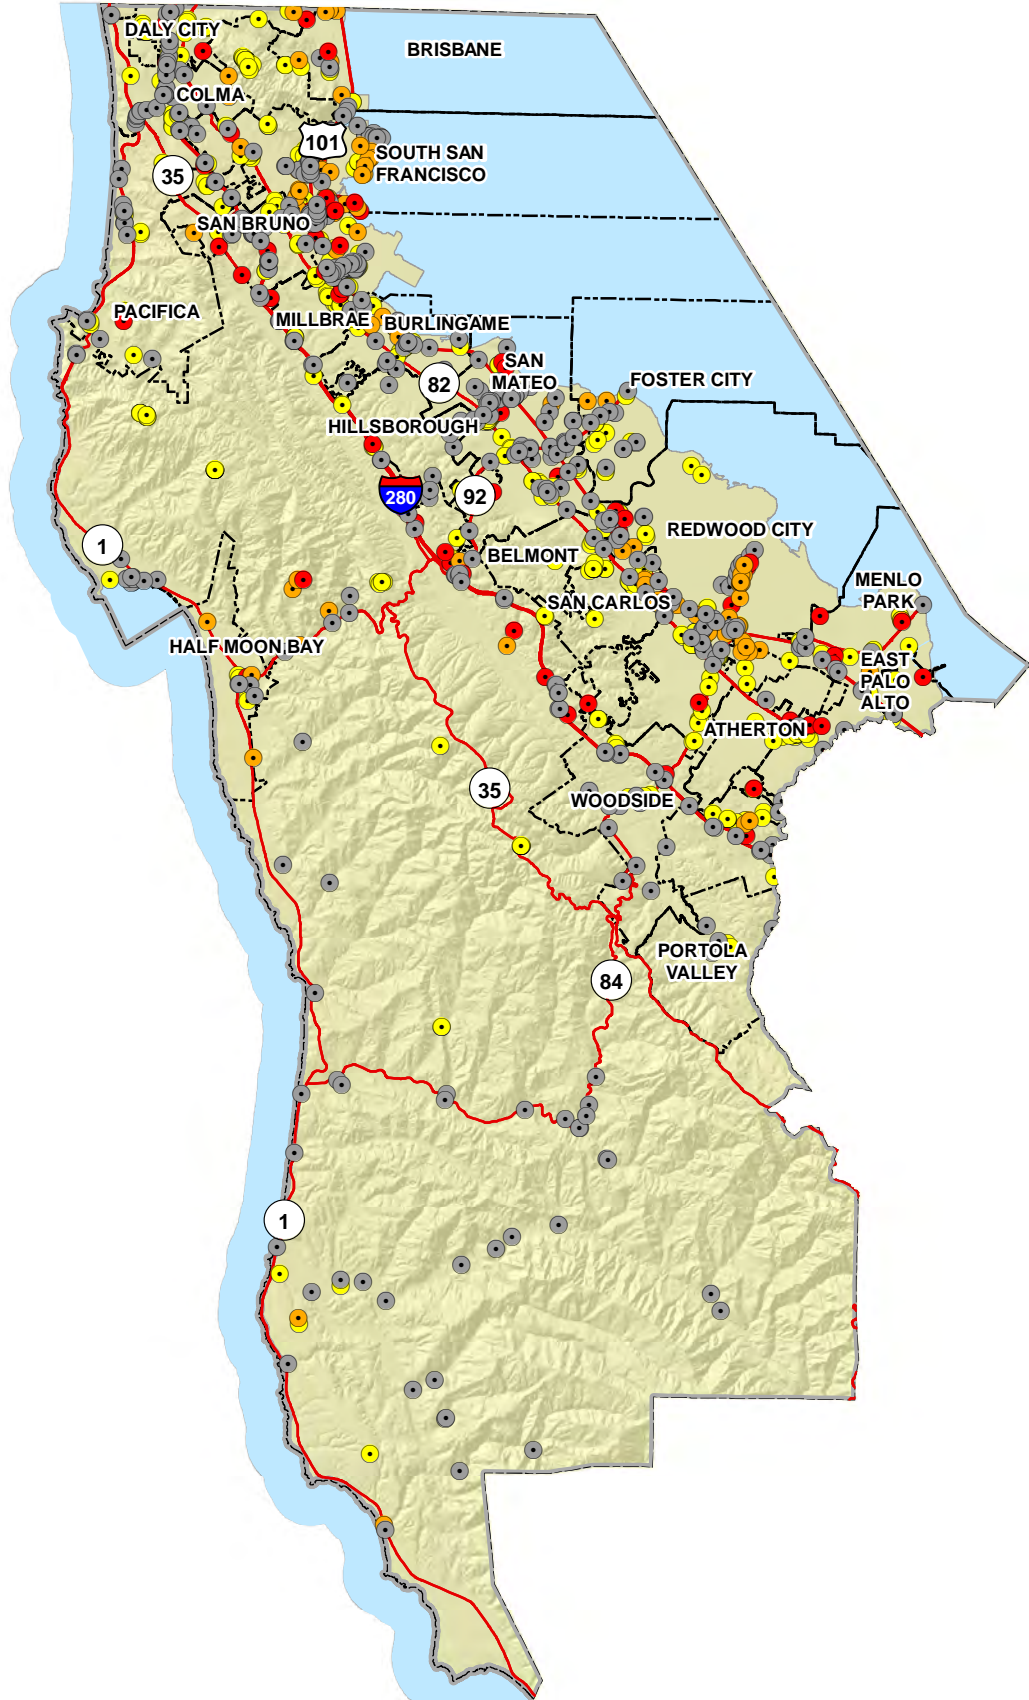 DALY CITY
BRISBANE
COLMA
101
SOUTH SAN
FRANCISCO
35
SAN BRUNO
PACIFICA
MILLBRAE
BURLINGAME
SAN
MATEO
82
FOSTER CITY
HILLSBOROUGH
280
92
REDWOOD CITY
1
BELMONT
MENLO
PARK
SAN CARLOS
HALF MOON BAY
EAST
PALO
ALTO
ATHERTON
35
WOODSIDE
PORTOLA
VALLEY
84
1